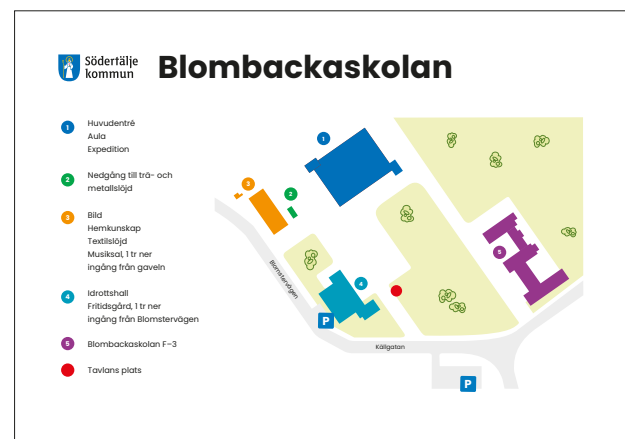 Södertälje
kommun
Blombackaskolan
1 Huvudentré
Aula
Expedition
2 Nedgång till trä- och
metallslöjd
3 Bild
Hemkunskap
Textilslöjd
Musiksal, 1 tr ner
ingång från gaveln
4 Idrottshall
Fritidsgård, 1 tr ner
ingång från Blomstervägen
5 Blombackaskolan F–3
Tavlans plats
1
3
2
5
4
Blomstervägen
P
Källgatan
P